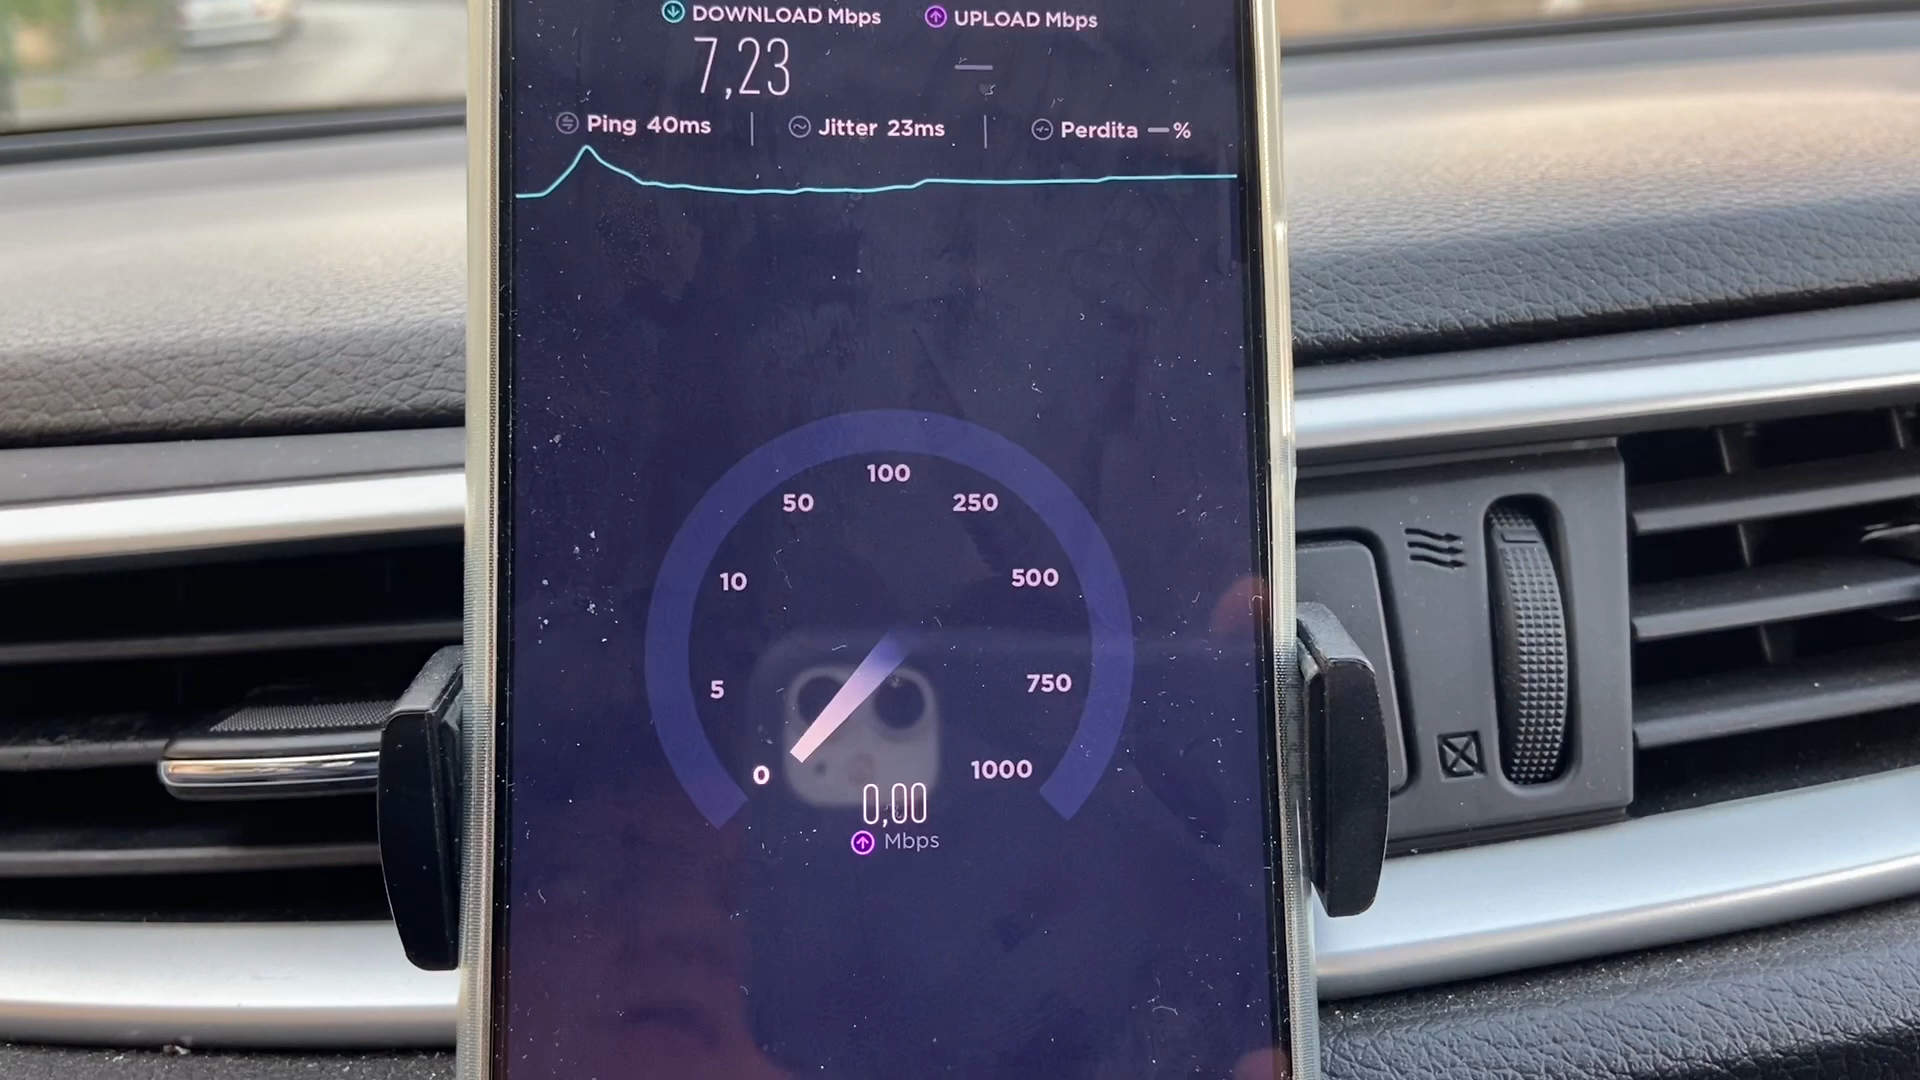 DOWNLOAD Mbps UPLOAD Mbps
7,23 —
Ping 40ms Jitter 23ms Perdita — %
100
50 250
10 500
5 750
0 1000
0,00
Mbps